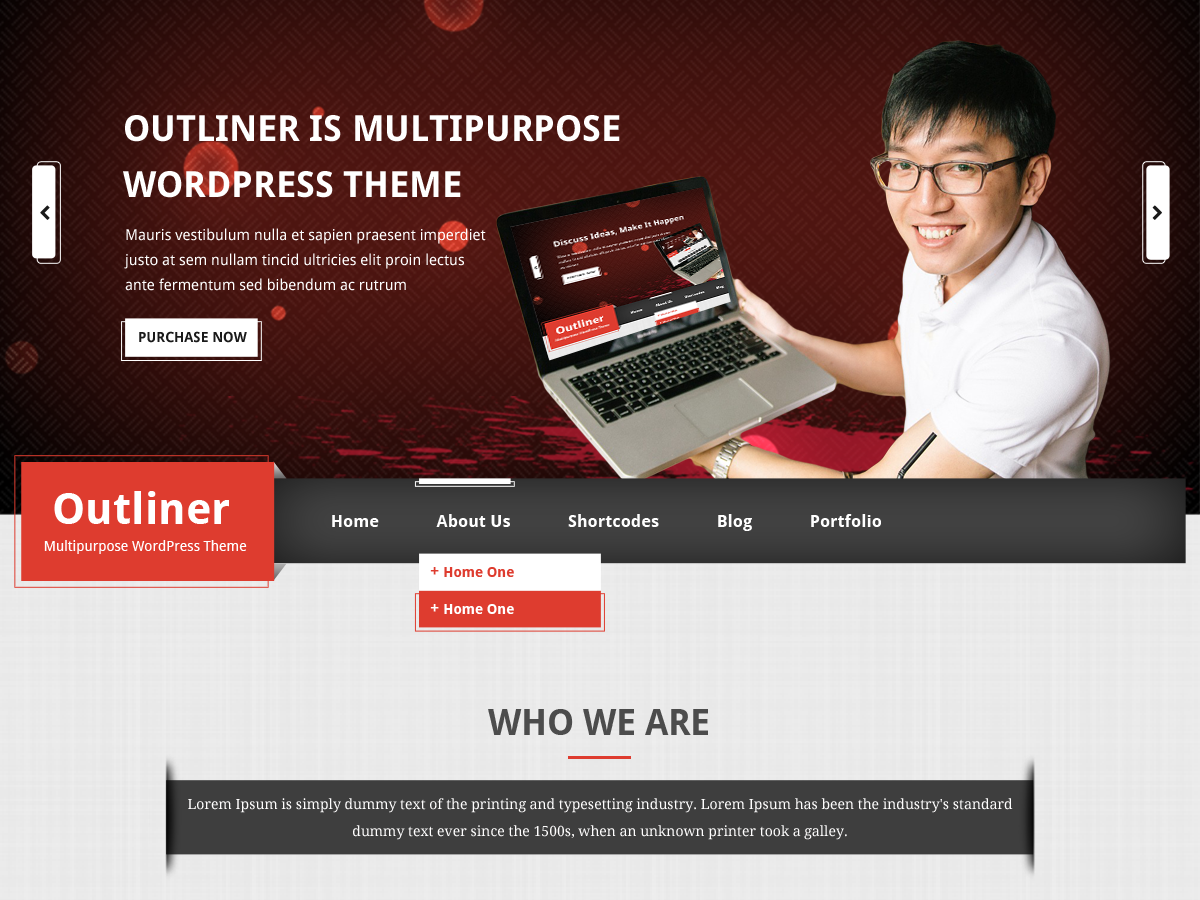 OUTLINER IS MULTIPURPOSE
WORDPRESS THEME
Mauris vestibulum nulla et sapien praesent imperdiet
justo at sem nullam tincid ultricies elit proin lectus
ante fermentum sed bibendum ac rutrum
PURCHASE NOW
Discuss Ideas, Make It Happen
Outliner
Outliner
Multipurpose WordPress Theme
Home
About Us
Shortcodes
Blog
Portfolio
+ Home One
+ Home One
WHO WE ARE
Lorem Ipsum is simply dummy text of the printing and typesetting industry. Lorem Ipsum has been the industry's standard
dummy text ever since the 1500s, when an unknown printer took a galley.